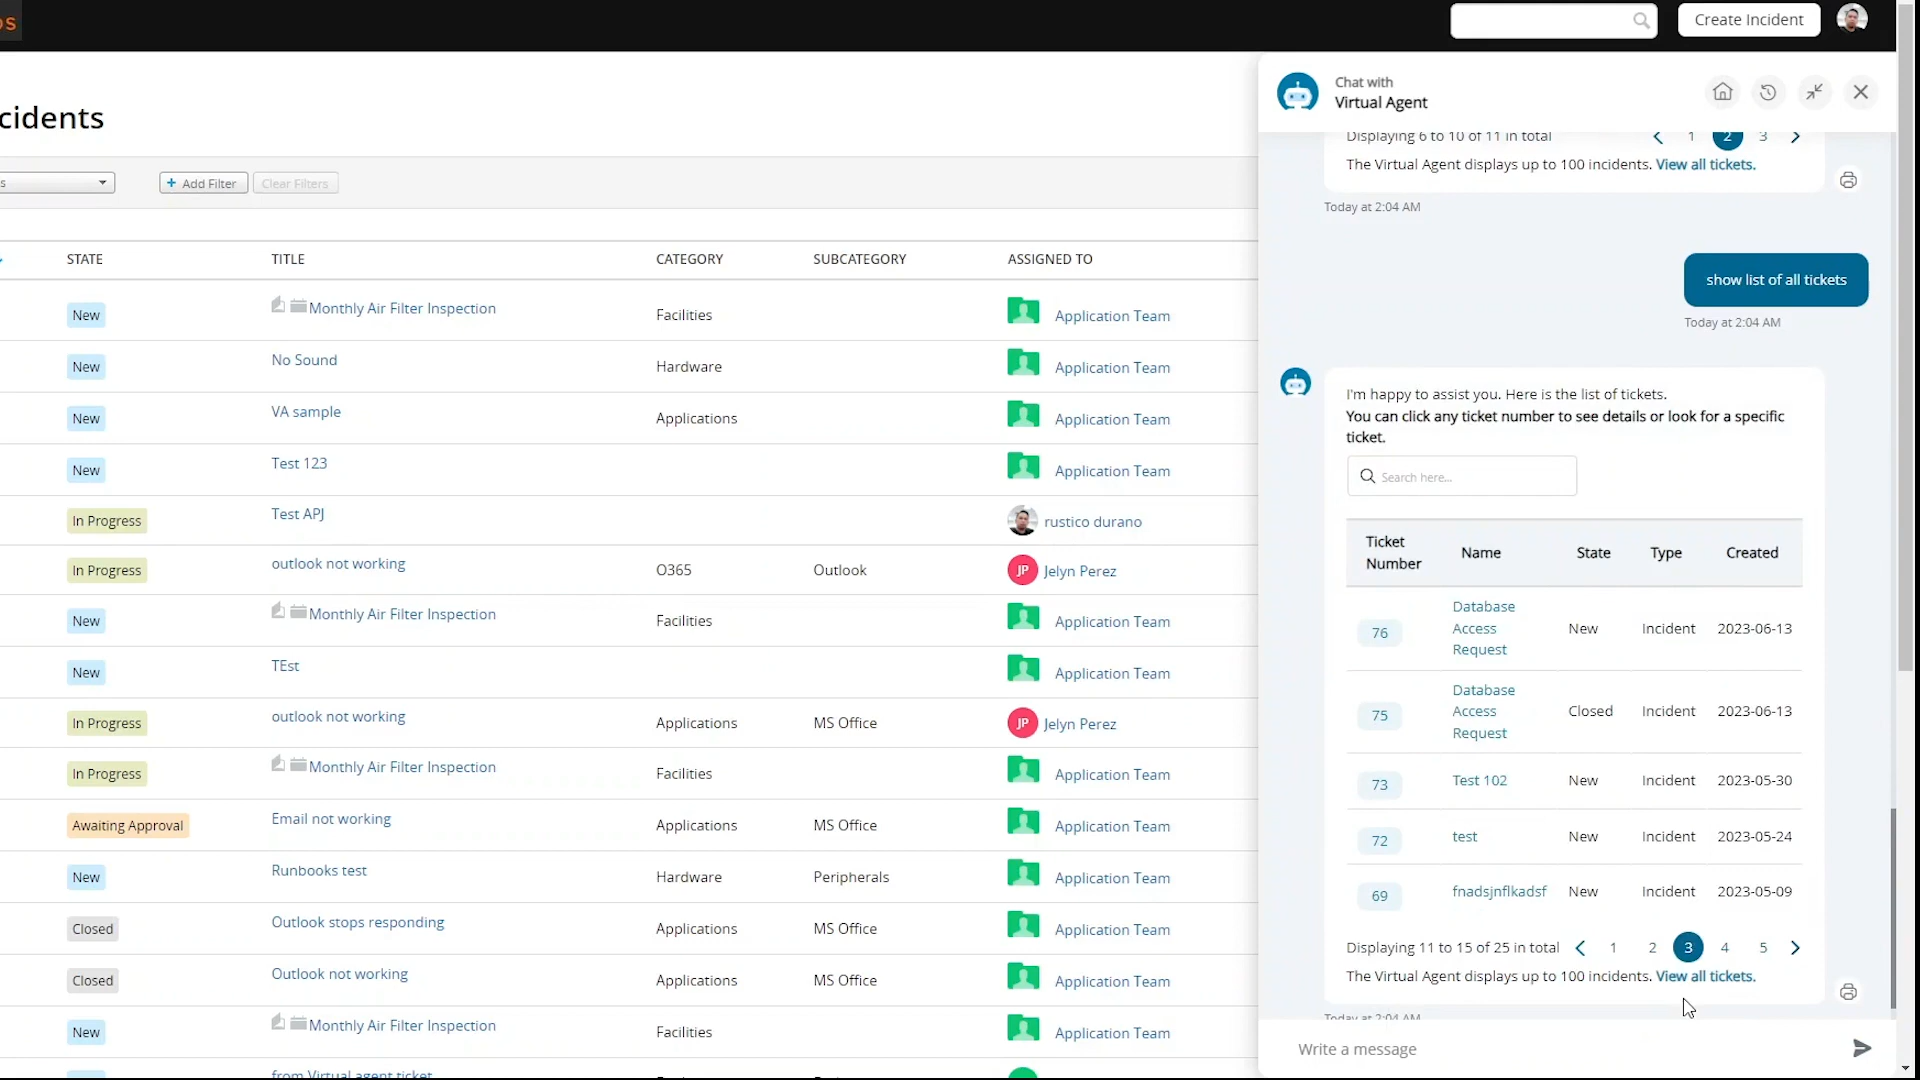 os
Create Incident
cidents
s
+ Add Filter
Clear Filters
STATE TITLE CATEGORY SUBCATEGORY ASSIGNED TO
New Monthly Air Filter Inspection Facilities Application Team
New No Sound Hardware Application Team
New VA sample Applications Application Team
New Test 123 Application Team
In Progress Test APJ rustico durano
In Progress outlook not working O365 Outlook JP Jelyn Perez
New Monthly Air Filter Inspection Facilities Application Team
New TEst Application Team
In Progress outlook not working Applications MS Office JP Jelyn Perez
In Progress Monthly Air Filter Inspection Facilities Application Team
Awaiting Approval Email not working Applications MS Office Application Team
New Runbooks test Hardware Peripherals Application Team
Closed Outlook stops responding Applications MS Office Application Team
Closed Outlook not working Applications MS Office Application Team
New Monthly Air Filter Inspection Facilities Application Team
from Virtual agent ticket
Chat with
Virtual Agent
Displaying 6 to 10 of 11 in total 1 2 3
The Virtual Agent displays up to 100 incidents. View all tickets.
Today at 2:04 AM
show list of all tickets
Today at 2:04 AM
I'm happy to assist you. Here is the list of tickets.
You can click any ticket number to see details or look for a specific
ticket.
Search here...
Ticket
Number Name State Type Created
76 Database
Access
Request New Incident 2023-06-13
75 Database
Access
Request Closed Incident 2023-06-13
73 Test 102 New Incident 2023-05-30
72 test New Incident 2023-05-24
69 fnadsjnflkadsf New Incident 2023-05-09
Displaying 11 to 15 of 25 in total 1 2 3 4 5
The Virtual Agent displays up to 100 incidents. View all tickets.
Today at 2:04 AM
Write a message